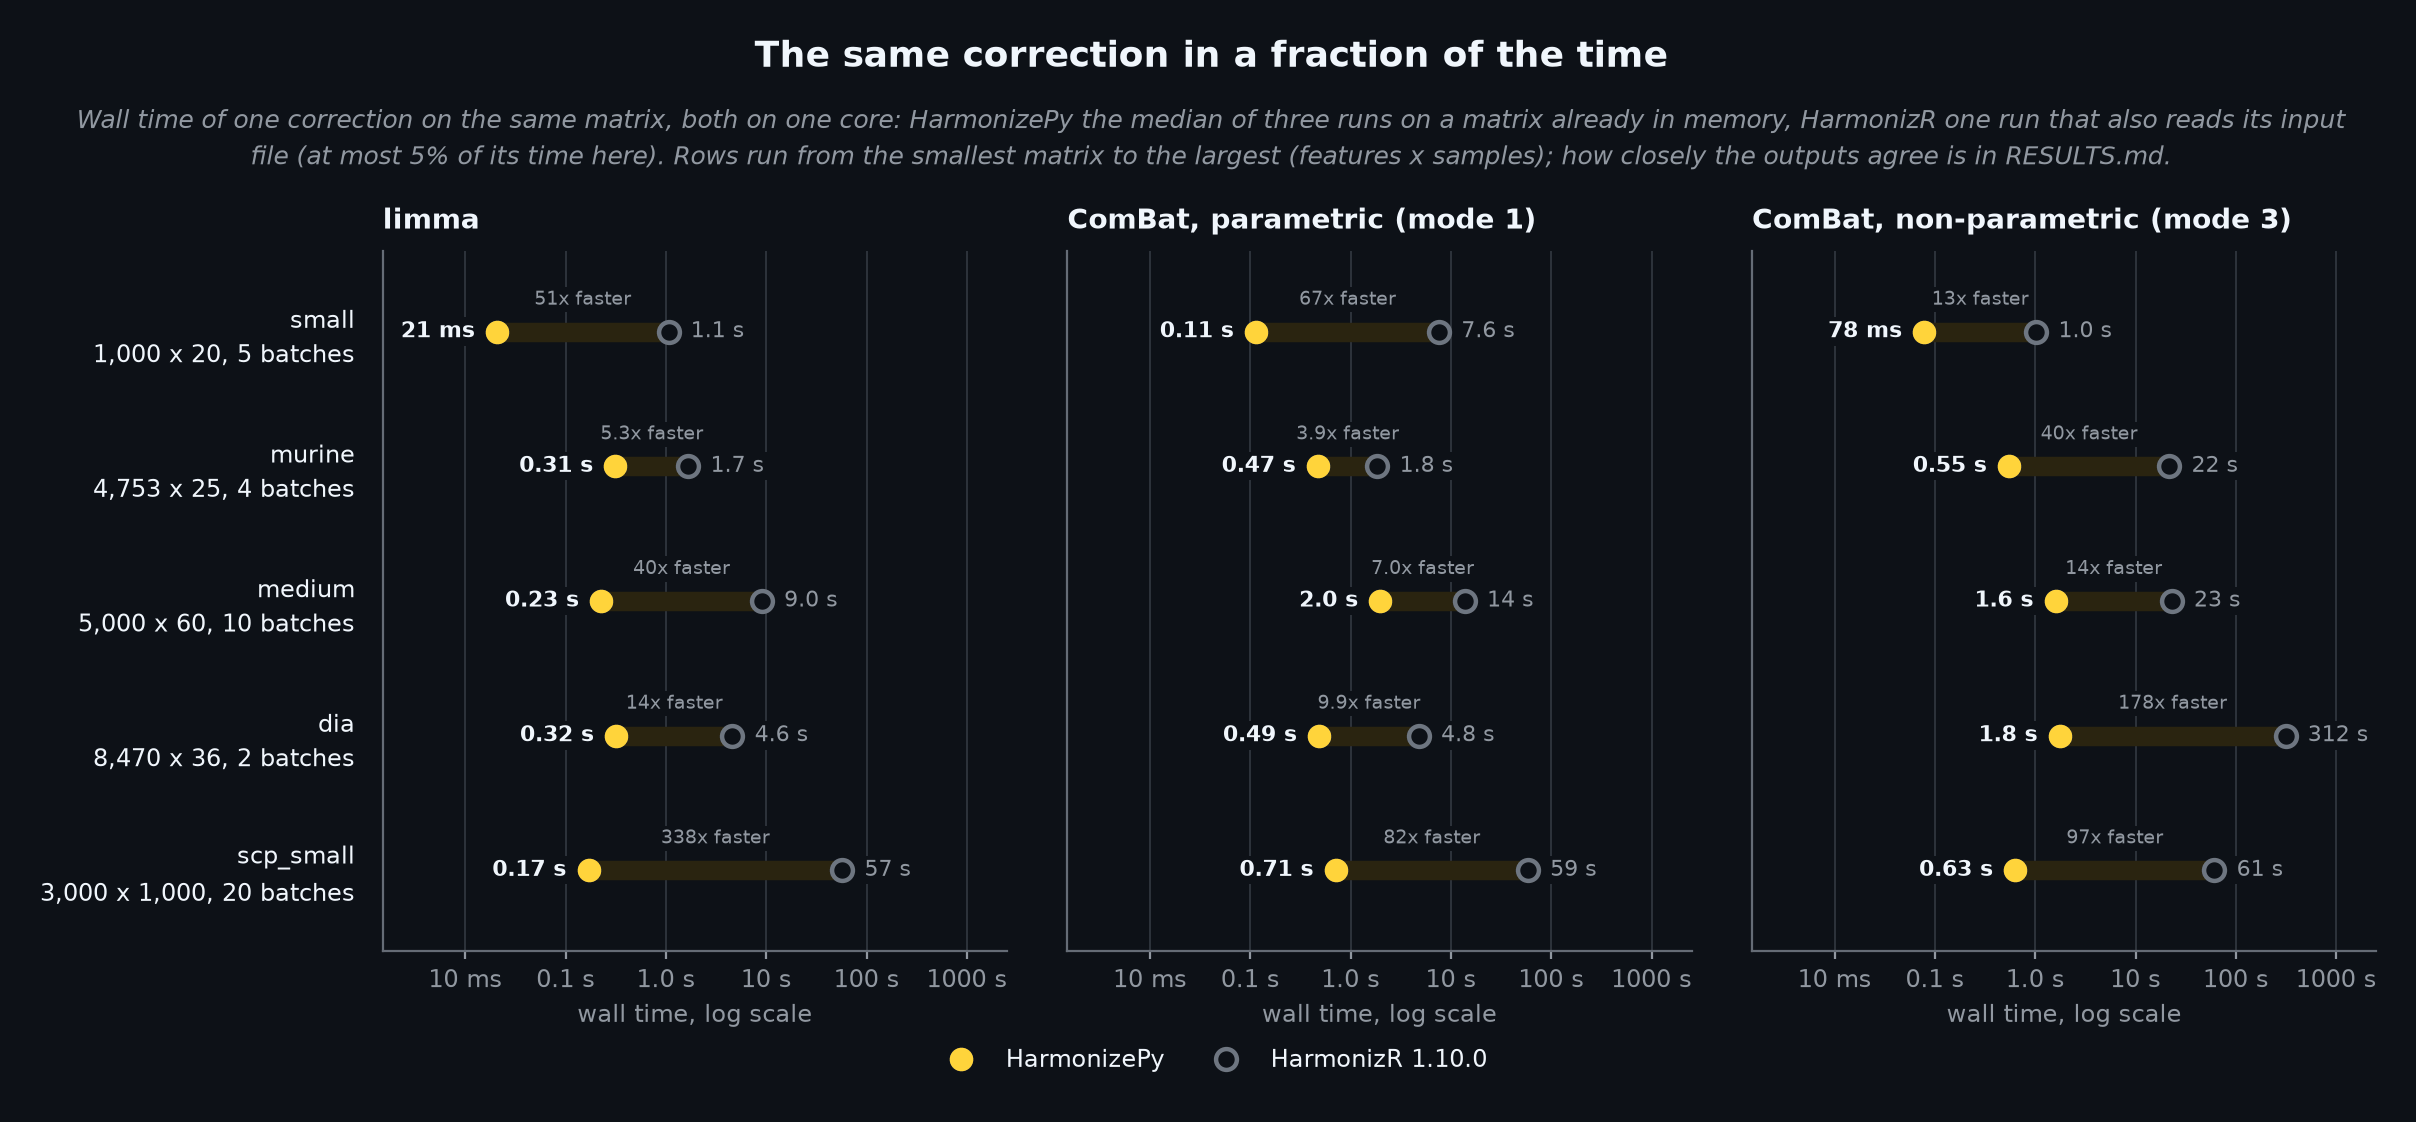 The same correction in a fraction of the time
Wall time of one correction on the same matrix, both on one core: HarmonizePy the median of three runs on a matrix already in memory, HarmonizR one run that also reads its input
file (at most 5% of its time here). Rows run from the smallest matrix to the largest (features x samples); how closely the outputs agree is in RESULTS.md.
limma
ComBat, parametric (mode 1)
ComBat, non-parametric (mode 3)
small
1,000 x 20, 5 batches
51x faster
21 ms
1.1 s
67x faster
0.11 s
7.6 s
13x faster
78 ms
1.0 s
murine
4,753 x 25, 4 batches
5.3x faster
0.31 s
1.7 s
3.9x faster
0.47 s
1.8 s
40x faster
0.55 s
22 s
medium
5,000 x 60, 10 batches
40x faster
0.23 s
9.0 s
7.0x faster
2.0 s
14 s
14x faster
1.6 s
23 s
dia
8,470 x 36, 2 batches
14x faster
0.32 s
4.6 s
9.9x faster
0.49 s
4.8 s
178x faster
1.8 s
312 s
scp_small
3,000 x 1,000, 20 batches
338x faster
0.17 s
57 s
82x faster
0.71 s
59 s
97x faster
0.63 s
61 s
10 ms 0.1 s 1.0 s 10 s 100 s 1000 s
10 ms 0.1 s 1.0 s 10 s 100 s 1000 s
10 ms 0.1 s 1.0 s 10 s 100 s 1000 s
wall time, log scale
wall time, log scale
wall time, log scale
HarmonizePy
HarmonizR 1.10.0